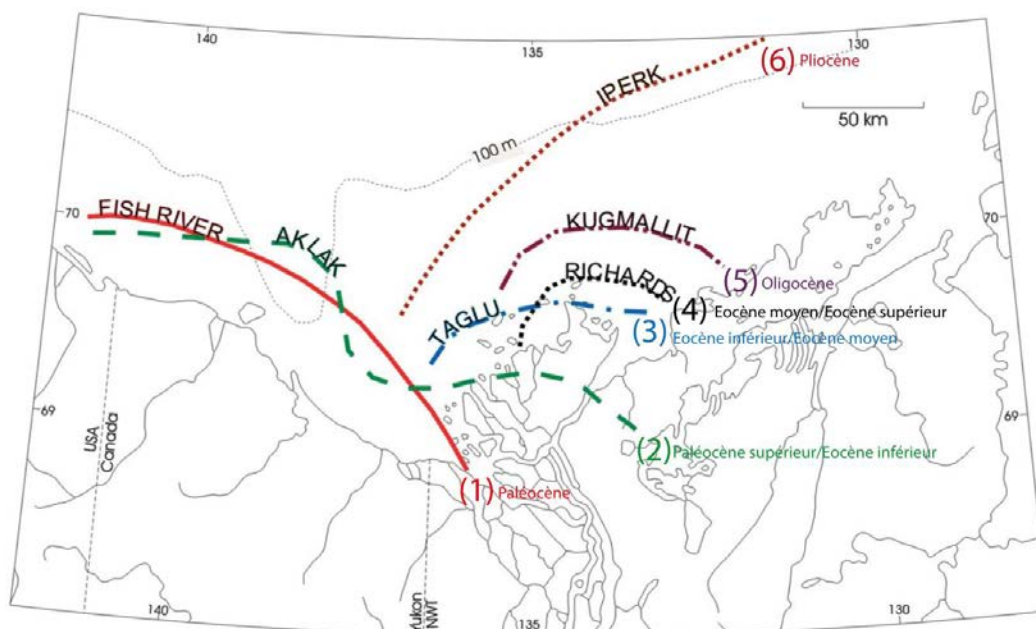 140
135
130
(6) Pliocène
IPERK
50 km
100 m
70
FISH RIVER
AKLAK
KUGMALLIT
70
RICHARDS
(5) Oligocène
(4) Eocène moyen/Eocène supérieur
TAGLU
(3) Eocène inférieur/Eocène moyen
69
69
USA
Canada
(2) Paléocène supérieur/Eocène inférieur
(1) Paléocène
140
Yukon
NWT
135
130